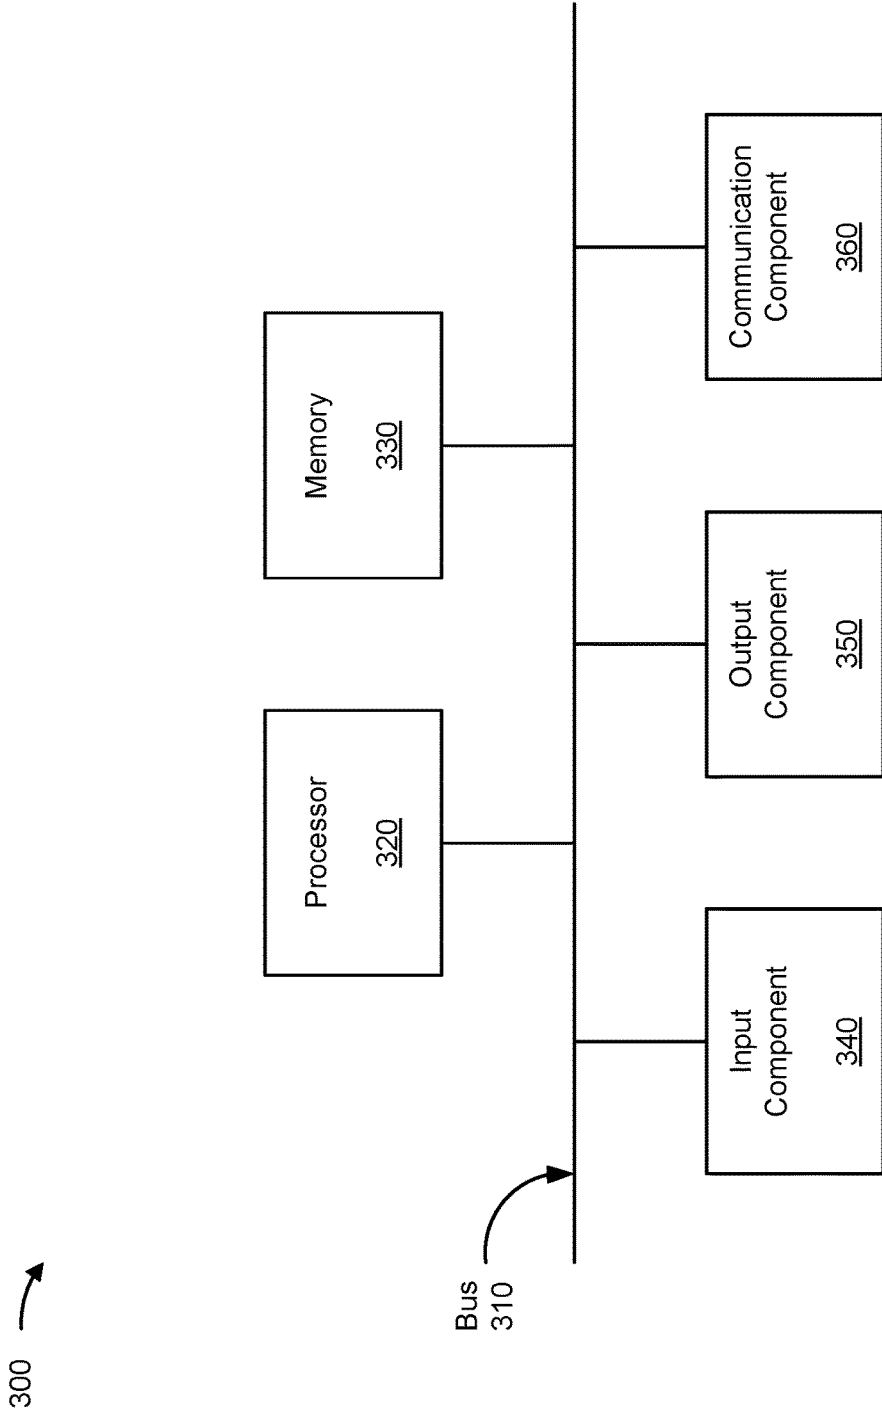 300
Processor
320
Memory
330
Bus
310
Input
Component
340
Output
Component
350
Communication
Component
360